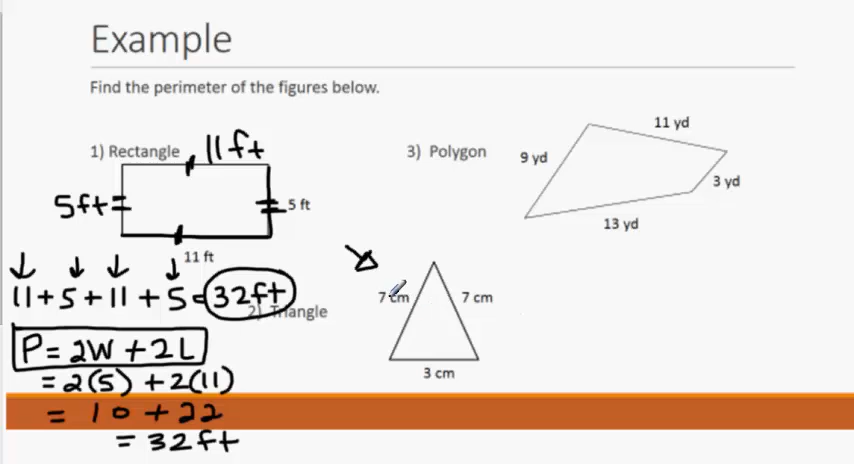 Example
Find the perimeter of the figures below.
1) Rectangle
11ft
5ft
5 ft
11 ft
11 + 5 + 11 + 5 = 32ft
P = 2W + 2L
= 2(5) + 2(11)
= 10 + 22
= 32ft
2) Triangle
7 cm
7 cm
3 cm
3) Polygon
11 yd
9 yd
3 yd
13 yd